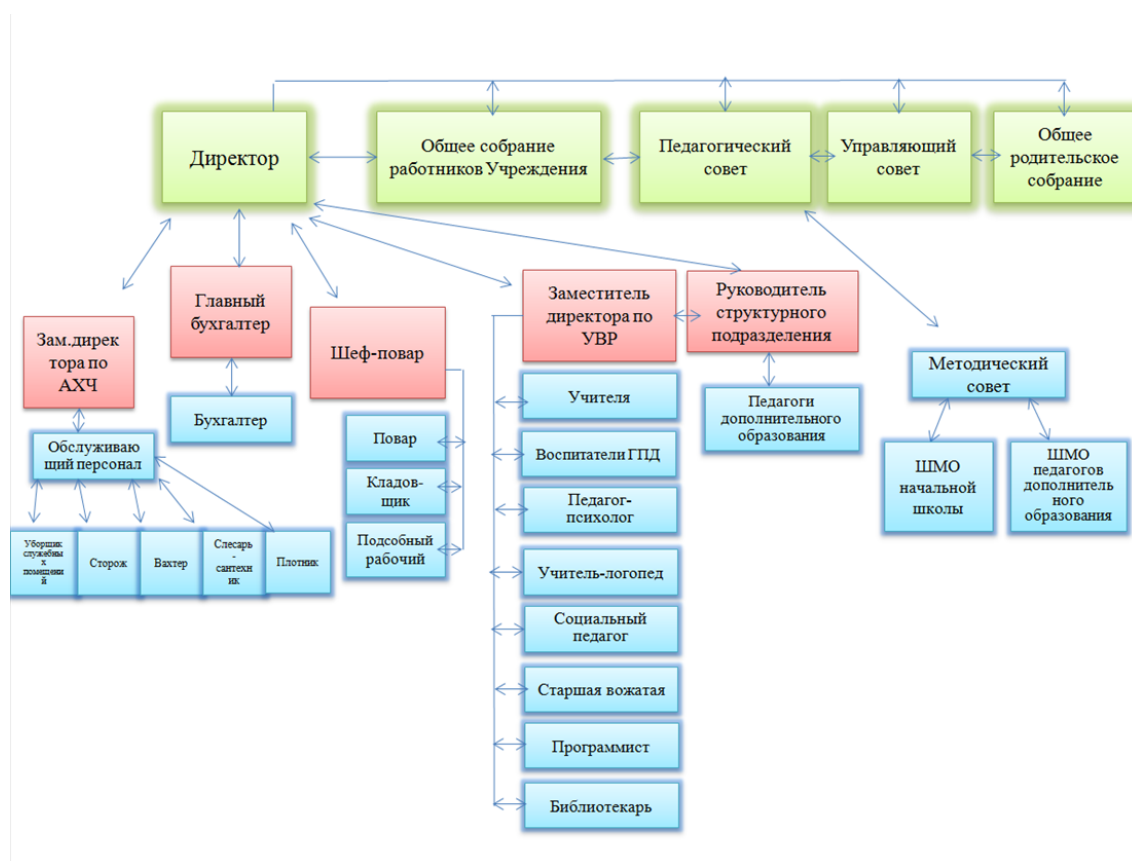 Директор
Общее собрание
работников Учреждения
Педагогический
совет
Управляющий
совет
Общее
родительское
собрание
Зам.дирек
тора по
АХЧ
Главный
бухгалтер
Шеф-повар
Заместитель
директора по
УВР
Руководитель
структурного
подразделения
Методический
совет
Обслуживаю
щий персонал
Бухгалтер
Повар
Кладов-
щик
Подсобный
рабочий
Учителя
Воспитатели ГПД
Педагог-
психолог
Учитель-логопед
Социальный
педагог
Старшая вожатая
Программист
Библиотекарь
Педагоги
дополнительного
образования
ШМО
начальной
школы
ШМО
педагогов
дополнитель
ного
образования
Уборщик
служебны
х
помещени
й
Сторож
Вахтер
Слесарь
-
сантехн
ик
Плотник